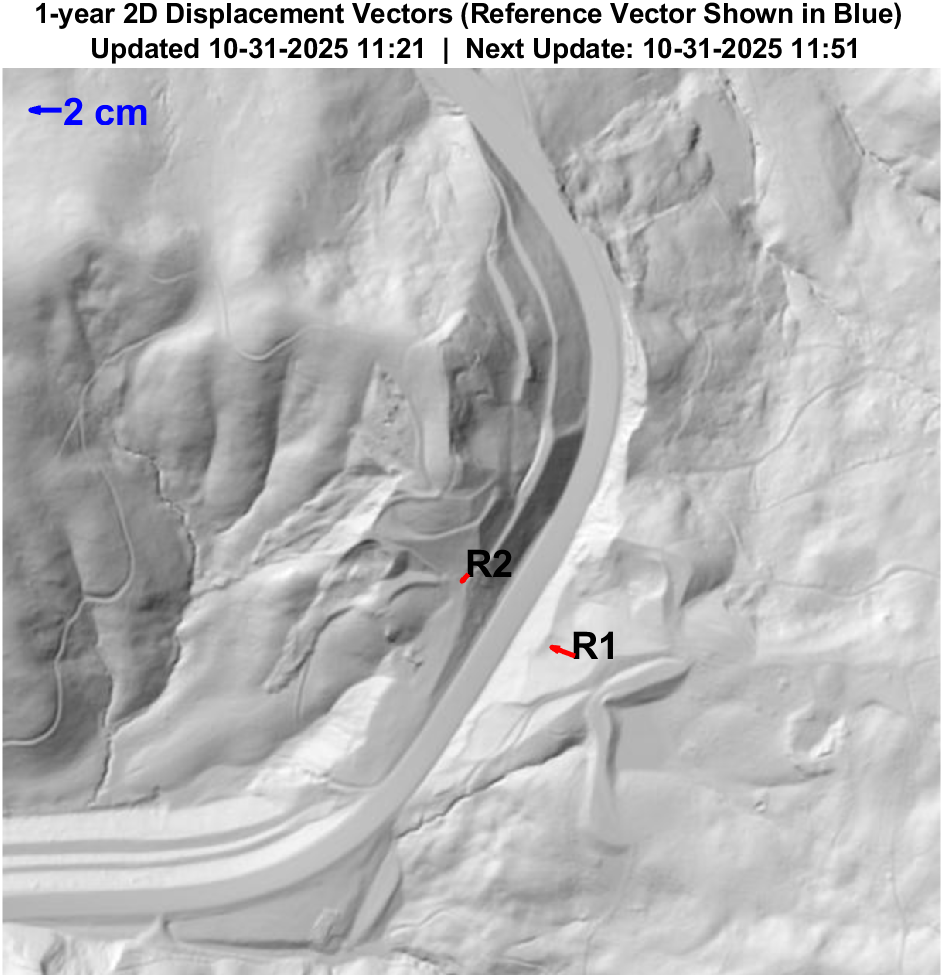 1-year 2D Displacement Vectors (Reference Vector Shown in Blue)
Updated 10-31-2025 11:21 | Next Update: 10-31-2025 11:51
2 cm
R2
R1